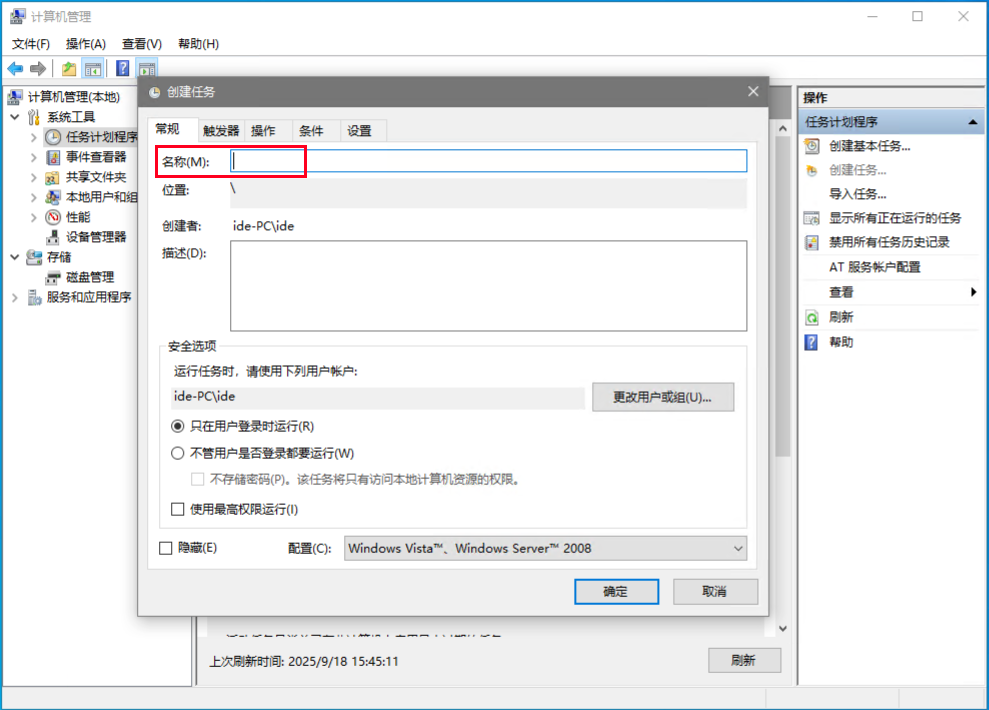 计算机管理
文件(F) 操作(A) 查看(V) 帮助(H)
计算机管理(本地)
系统工具
任务计划程序
事件查看器
共享文件夹
本地用户和组
性能
设备管理器
存储
磁盘管理
服务和应用程序
创建任务
常规 触发器 操作 条件 设置
名称(M):
位置: \
创建者: ide-PC\ide
描述(D):
安全选项
运行任务时，请使用下列用户帐户:
ide-PC\ide
更改用户或组(U)...
只在用户登录时运行(R)
不管用户是否登录都要运行(W)
不存储密码(P)。该任务将只有访问本地计算机资源的权限。
使用最高权限运行(I)
隐藏(E) 配置(C): Windows Vista™、Windows Server™ 2008
确定 取消
上次刷新时间: 2025/9/18 15:45:11 刷新
操作
任务计划程序
创建基本任务...
创建任务...
导入任务...
显示所有正在运行的任务
禁用所有任务历史记录
AT 服务帐户配置
查看
刷新
帮助